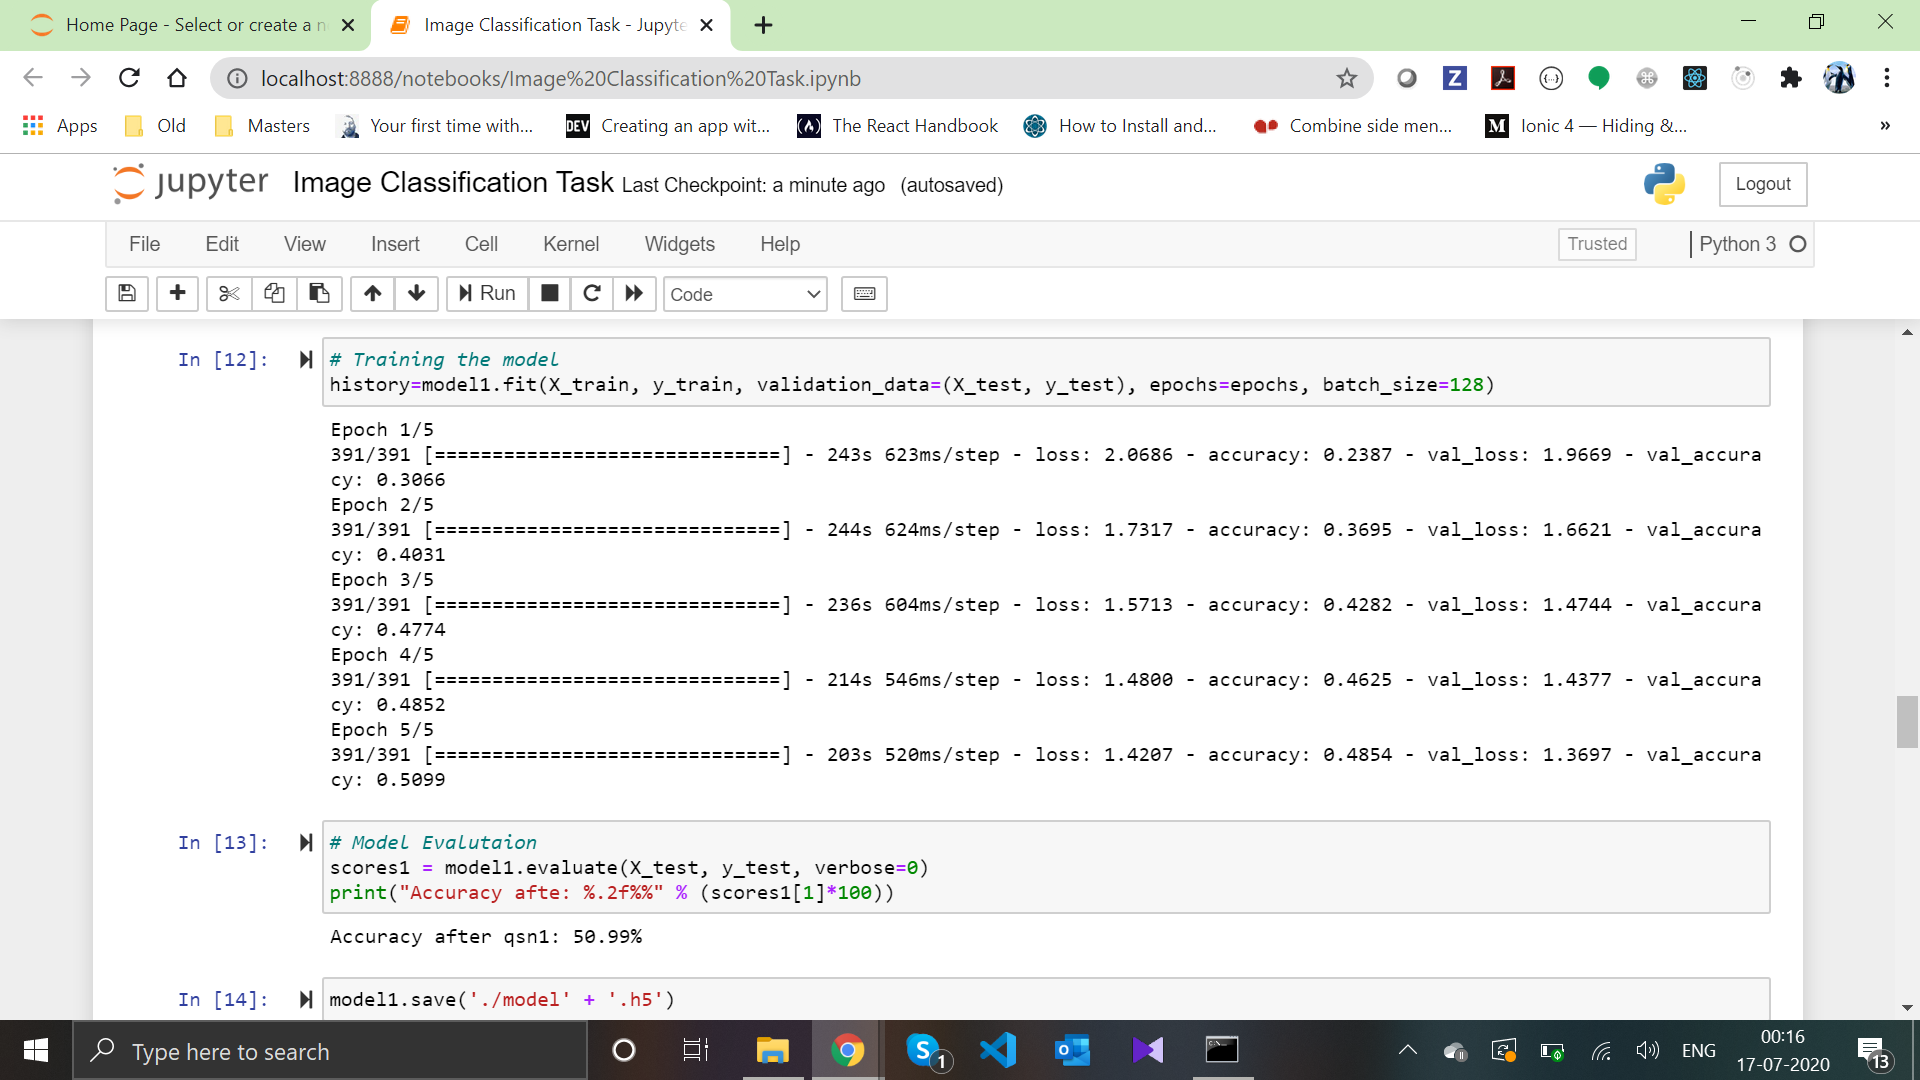 Home Page - Select or create a n
Image Classification Task - Jupyte
localhost:8888/notebooks/Image%20Classification%20Task.ipynb
Apps
Old
Masters
Your first time with...
DEV
Creating an app wit...
The React Handbook
How to Install and...
Combine side men...
M
Ionic 4 — Hiding &...
»
jupyter
Image Classification Task Last Checkpoint: a minute ago (autosaved)
Logout
File
Edit
View
Insert
Cell
Kernel
Widgets
Help
Trusted
Python 3
Run
Code
In [12]:
# Training the model
history=model1.fit(X_train, y_train, validation_data=(X_test, y_test), epochs=epochs, batch_size=128)
Epoch 1/5
391/391 [==============================] - 243s 623ms/step - loss: 2.0686 - accuracy: 0.2387 - val_loss: 1.9669 - val_accura
cy: 0.3066
Epoch 2/5
391/391 [==============================] - 244s 624ms/step - loss: 1.7317 - accuracy: 0.3695 - val_loss: 1.6621 - val_accura
cy: 0.4031
Epoch 3/5
391/391 [==============================] - 236s 604ms/step - loss: 1.5713 - accuracy: 0.4282 - val_loss: 1.4744 - val_accura
cy: 0.4774
Epoch 4/5
391/391 [==============================] - 214s 546ms/step - loss: 1.4800 - accuracy: 0.4625 - val_loss: 1.4377 - val_accura
cy: 0.4852
Epoch 5/5
391/391 [==============================] - 203s 520ms/step - loss: 1.4207 - accuracy: 0.4854 - val_loss: 1.3697 - val_accura
cy: 0.5099
In [13]:
# Model Evalutaion
scores1 = model1.evaluate(X_test, y_test, verbose=0)
print("Accuracy afte: %.2f%%" % (scores1[1]*100))
Accuracy after qsn1: 50.99%
In [14]:
model1.save('./model' + '.h5')
Type here to search
1
ENG
00:16
17-07-2020
13